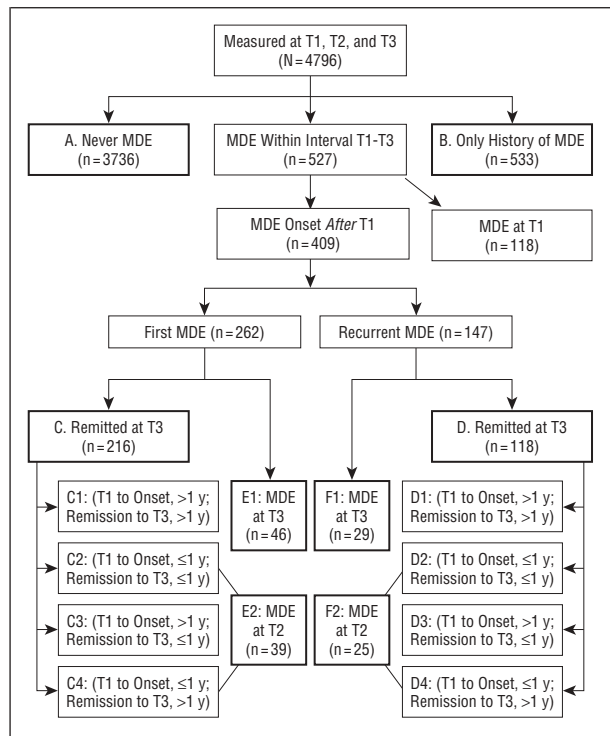 Measured at T1, T2, and T3
(N = 4796)
A. Never MDE
(n = 3736)
MDE Within Interval T1-T3
(n = 527)
B. Only History of MDE
(n = 533)
MDE Onset After T1
(n = 409)
MDE at T1
(n = 118)
First MDE (n = 262)
Recurrent MDE (n = 147)
C. Remitted at T3
(n = 216)
D. Remitted at T3
(n = 118)
C1: (T1 to Onset, >1 y;
Remission to T3, >1 y)
C2: (T1 to Onset, ≤1 y;
Remission to T3, ≤1 y)
C3: (T1 to Onset, >1 y;
Remission to T3, ≤1 y)
C4: (T1 to Onset, ≤1 y;
Remission to T3, >1 y)
E1: MDE
at T3
(n = 46)
E2: MDE
at T2
(n = 39)
F1: MDE
at T3
(n = 29)
F2: MDE
at T2
(n = 25)
D1: (T1 to Onset, >1 y;
Remission to T3, >1 y)
D2: (T1 to Onset, ≤1 y;
Remission to T3, ≤1 y)
D3: (T1 to Onset, >1 y;
Remission to T3, ≤1 y)
D4: (T1 to Onset, ≤1 y;
Remission to T3, >1 y)